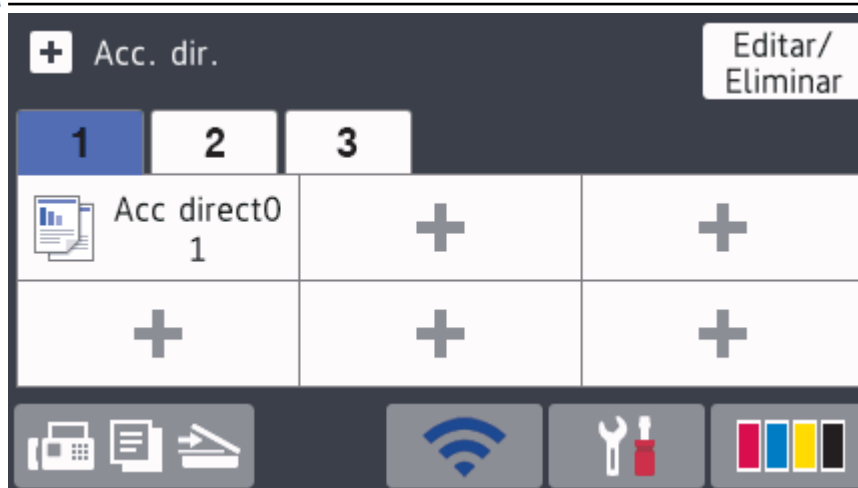 Acc. dir.
Editar/
Eliminar
1
2
3
Acc direct0
1